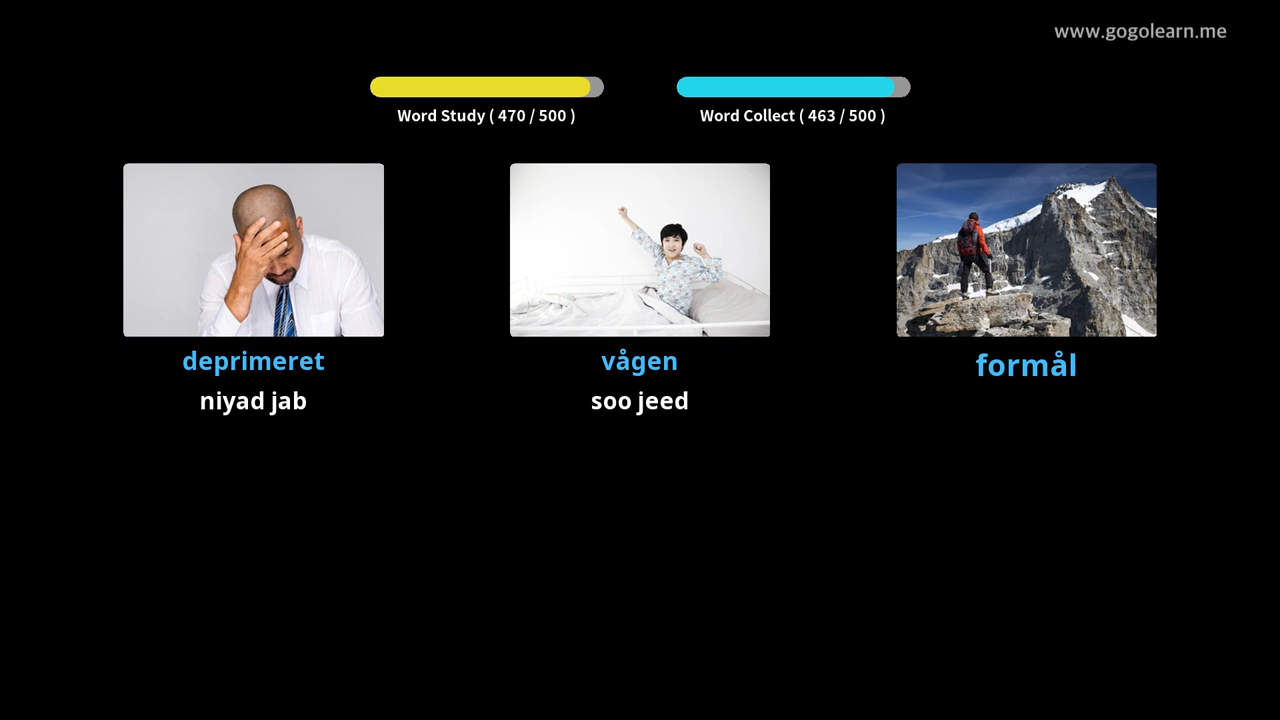 www.gogolearn.me
Word Study ( 470 / 500 )
Word Collect ( 463 / 500 )
deprimeret
niyad jab
vågen
soo jeed
formål